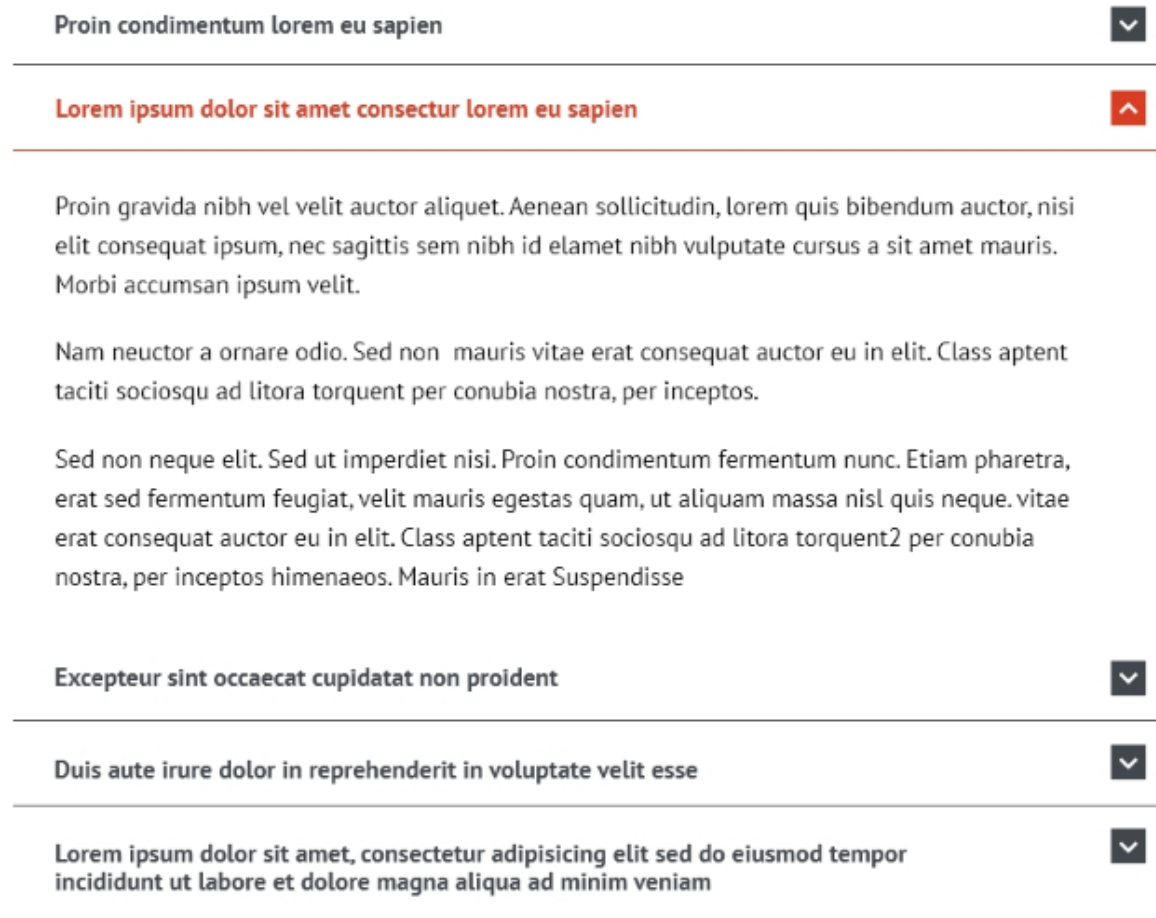 Proin condimentum lorem eu sapien
Lorem ipsum dolor sit amet consectur lorem eu sapien
Proin gravida nibh vel velit auctor aliquet. Aenean sollicitudin, lorem quis bibendum auctor, nisi
elit consequat ipsum, nec sagittis sem nibh id elamet nibh vulputate cursus a sit amet mauris.
Morbi accumsan ipsum velit.
Nam neuctor a ornare odio. Sed non  mauris vitae erat consequat auctor eu in elit. Class aptent
taciti sociosqu ad litora torquent per conubia nostra, per inceptos.
Sed non neque elit. Sed ut imperdiet nisi. Proin condimentum fermentum nunc. Etiam pharetra,
erat sed fermentum feugiat, velit mauris egestas quam, ut aliquam massa nisl quis neque. vitae
erat consequat auctor eu in elit. Class aptent taciti sociosqu ad litora torquent2 per conubia
nostra, per inceptos himenaeos. Mauris in erat Suspendisse
Excepteur sint occaecat cupidatat non proident
Duis aute irure dolor in reprehenderit in voluptate velit esse
Lorem ipsum dolor sit amet, consectetur adipisicing elit sed do eiusmod tempor
incididunt ut labore et dolore magna aliqua ad minim veniam